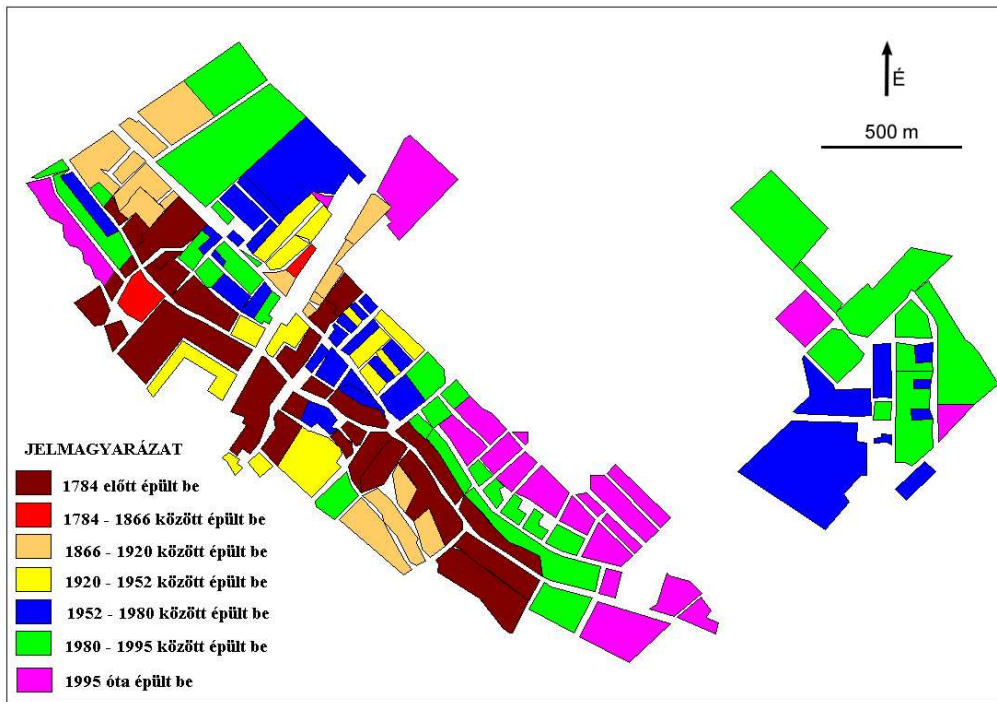 É
500 m
JELMAGYARÁZAT
1784 előtt épült be
1784 - 1866 között épült be
1866 - 1920 között épült be
1920 - 1952 között épült be
1952 - 1980 között épült be
1980 - 1995 között épült be
1995 óta épült be